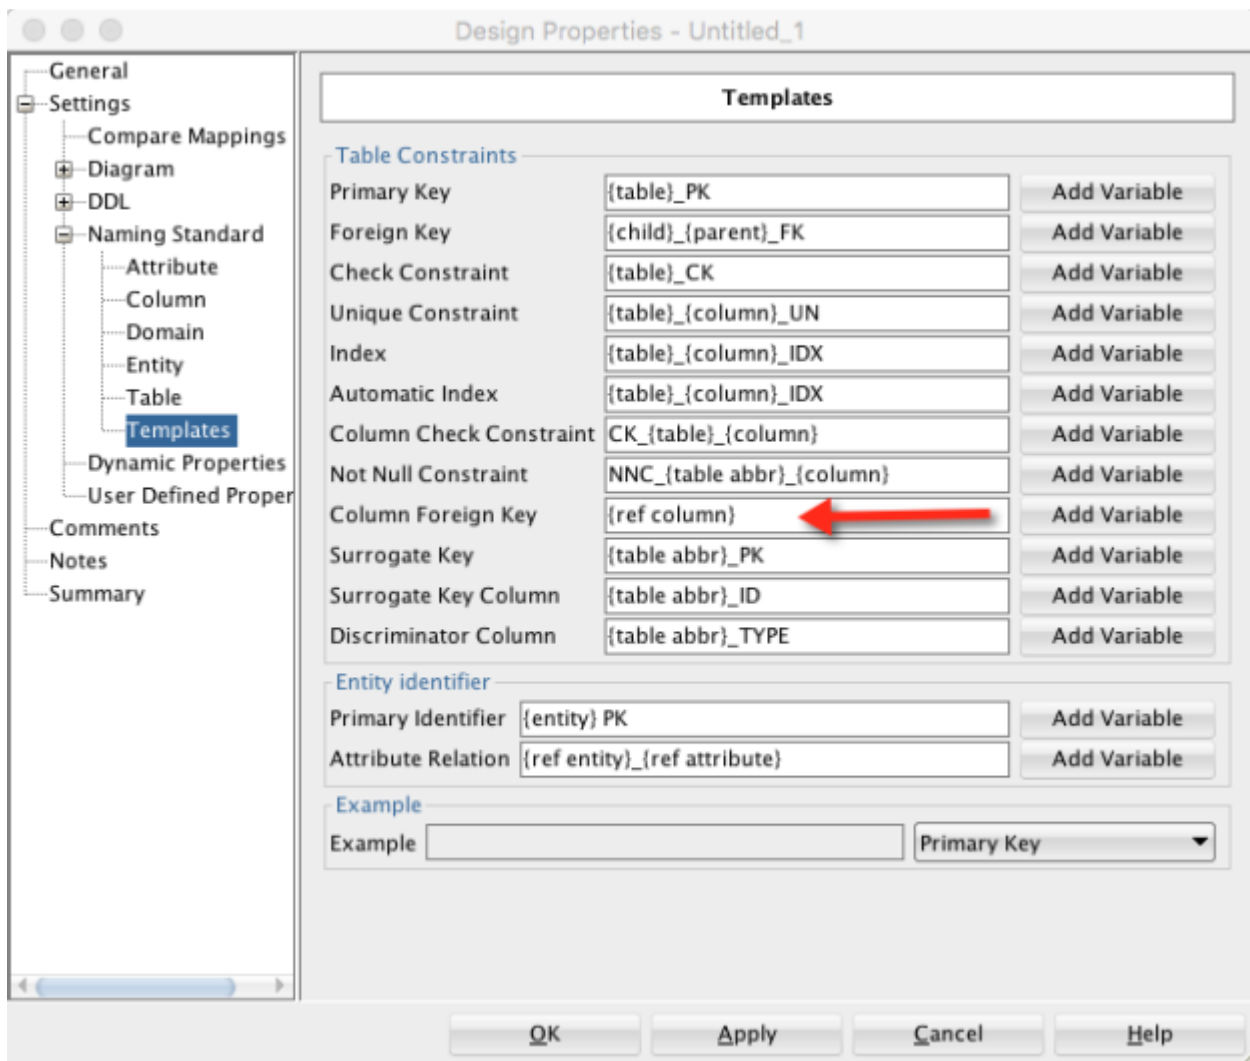 Design Properties - Untitled_1
General
Settings
Compare Mappings
Diagram
DDL
Naming Standard
Attribute
Column
Domain
Entity
Table
Templates
Dynamic Properties
User Defined Proper
Comments
Notes
Summary
Templates
Table Constraints
Primary Key {table}_PK Add Variable
Foreign Key {child}_{parent}_FK Add Variable
Check Constraint {table}_CK Add Variable
Unique Constraint {table}_{column}_UN Add Variable
Index {table}_{column}_IDX Add Variable
Automatic Index {table}_{column}_IDX Add Variable
Column Check Constraint CK_{table}_{column} Add Variable
Not Null Constraint NNC_{table abbr}_{column} Add Variable
Column Foreign Key {ref column} Add Variable
Surrogate Key {table abbr}_PK Add Variable
Surrogate Key Column {table abbr}_ID Add Variable
Discriminator Column {table abbr}_TYPE Add Variable
Entity identifier
Primary Identifier {entity} PK Add Variable
Attribute Relation {ref entity}_{ref attribute} Add Variable
Example
Example Primary Key
OK Apply Cancel Help